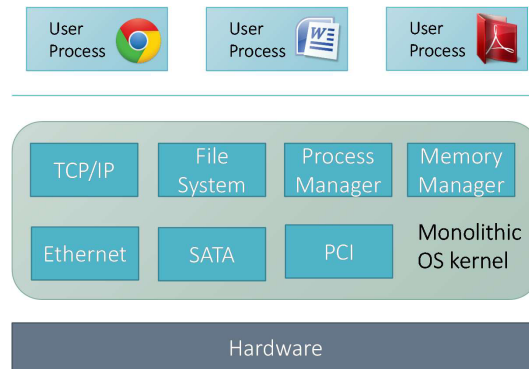 User
Process
User
Process
W
User
Process
TCP/IP
File
System
Process
Manager
Memory
Manager
Ethernet
SATA
PCI
Monolithic
OS kernel
Hardware